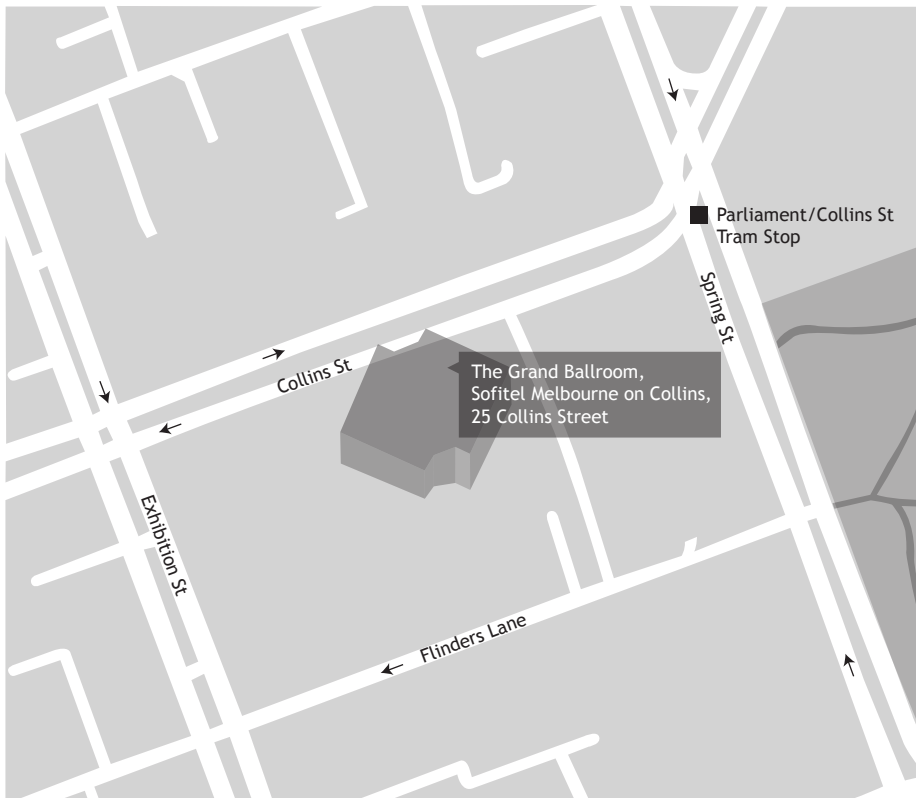 Parliament/Collins St
Tram Stop
Spring St
The Grand Ballroom,
Sofitel Melbourne on Collins,
25 Collins Street
Collins St
Exhibition St
Flinders Lane